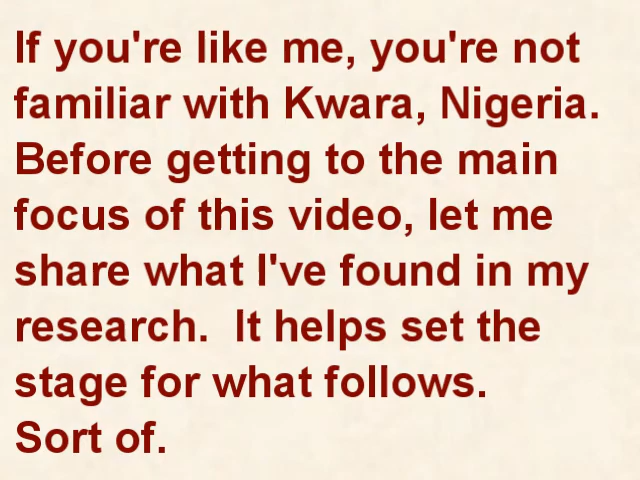 If you're like me, you're not
familiar with Kwara, Nigeria.
Before getting to the main
focus of this video, let me
share what I've found in my
research.  It helps set the
stage for what follows.
Sort of.